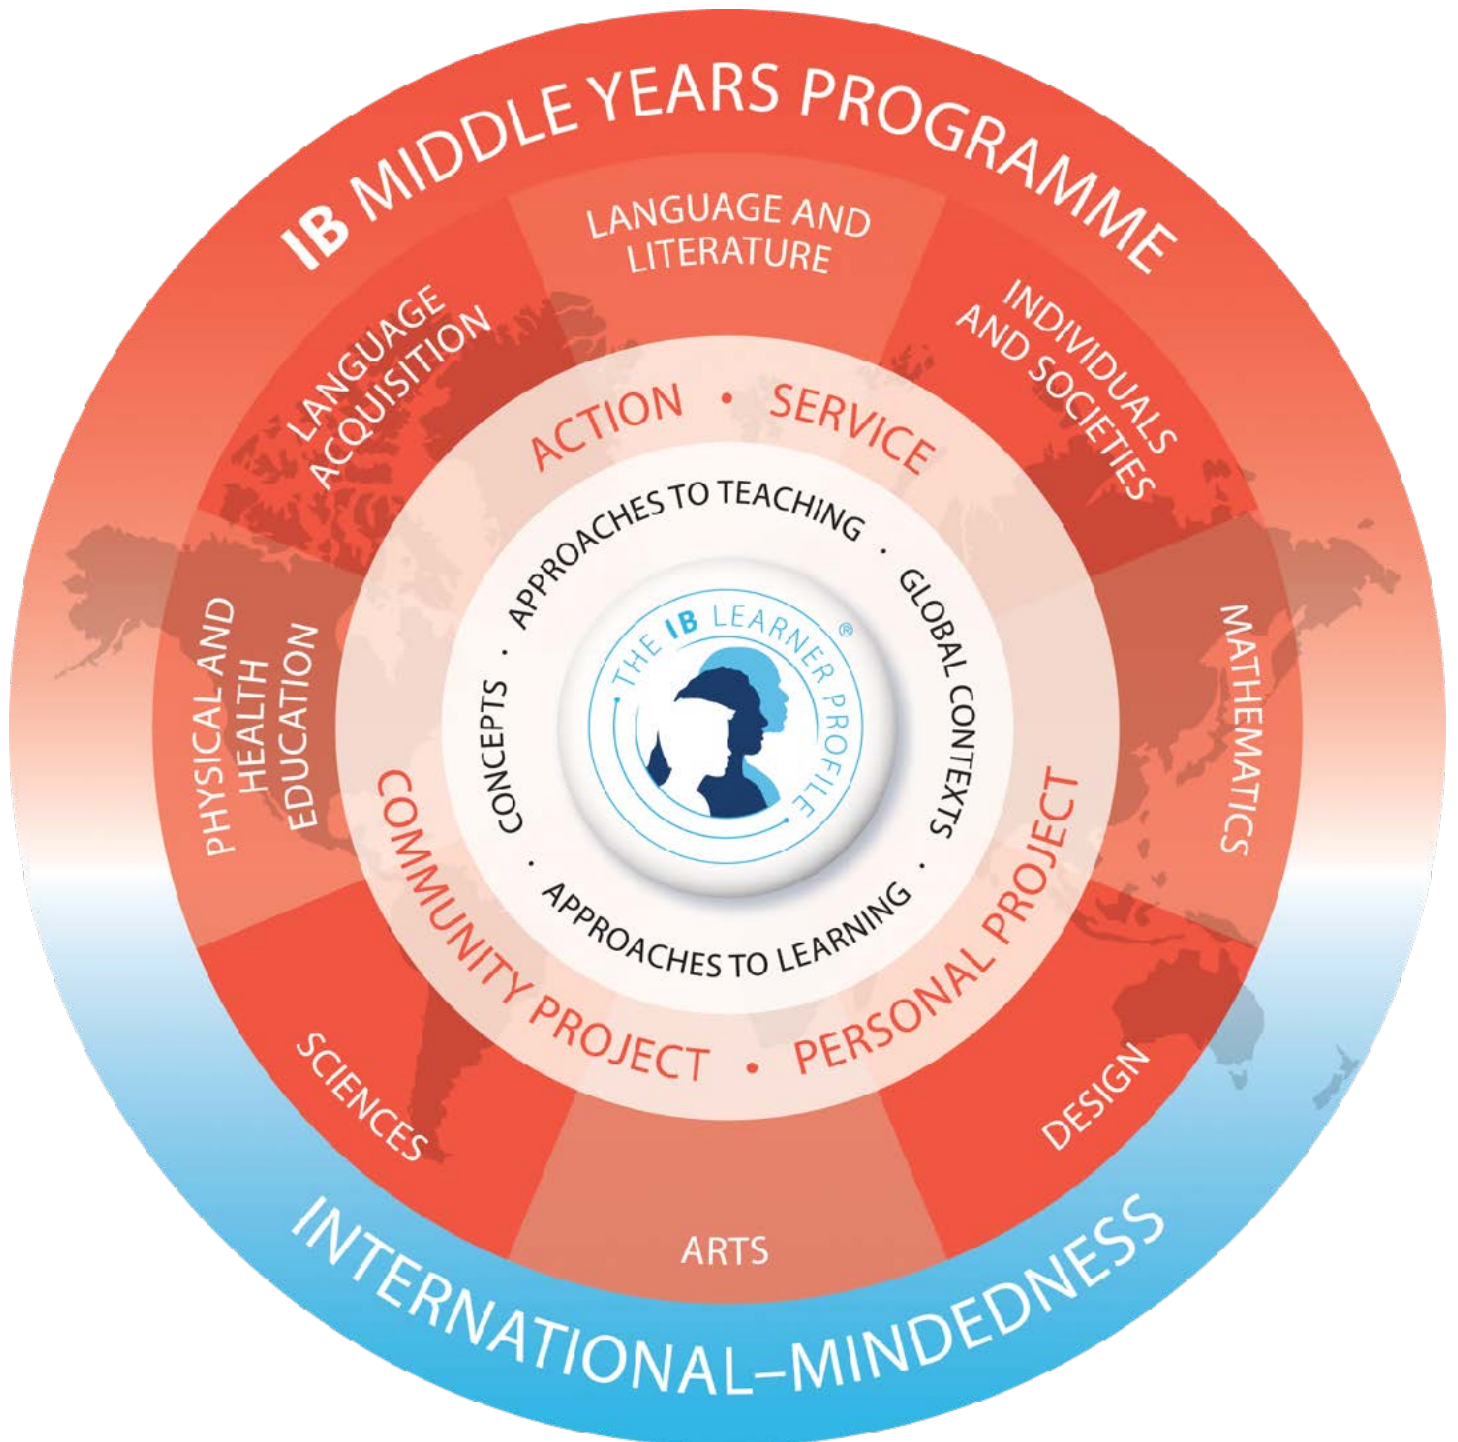 IB MIDDLE YEARS PROGRAMME
LANGUAGE AND
LITERATURE
INDIVIDUALS
AND SOCIETIES
MATHEMATICS
DESIGN
ARTS
SCIENCES
PHYSICAL AND
HEALTH
EDUCATION
LANGUAGE
ACQUISITION
ACTION • SERVICE
PERSONAL PROJECT
•
COMMUNITY PROJECT
APPROACHES TO TEACHING ·
GLOBAL CONTEXTS ·
APPROACHES TO LEARNING ·
CONCEPTS ·
THE IB LEARNER PROFILE ®
INTERNATIONAL–MINDEDNESS